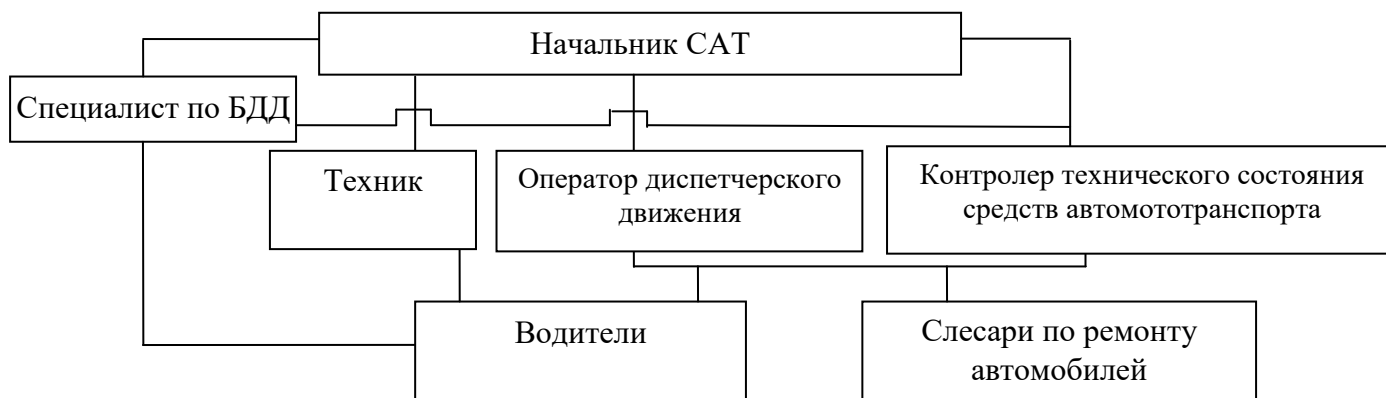 Начальник САТ
Специалист по БДД
Техник
Оператор диспетчерского
движения
Контролер технического состояния
средств автомототранспорта
Водители
Слесари по ремонту
автомобилей